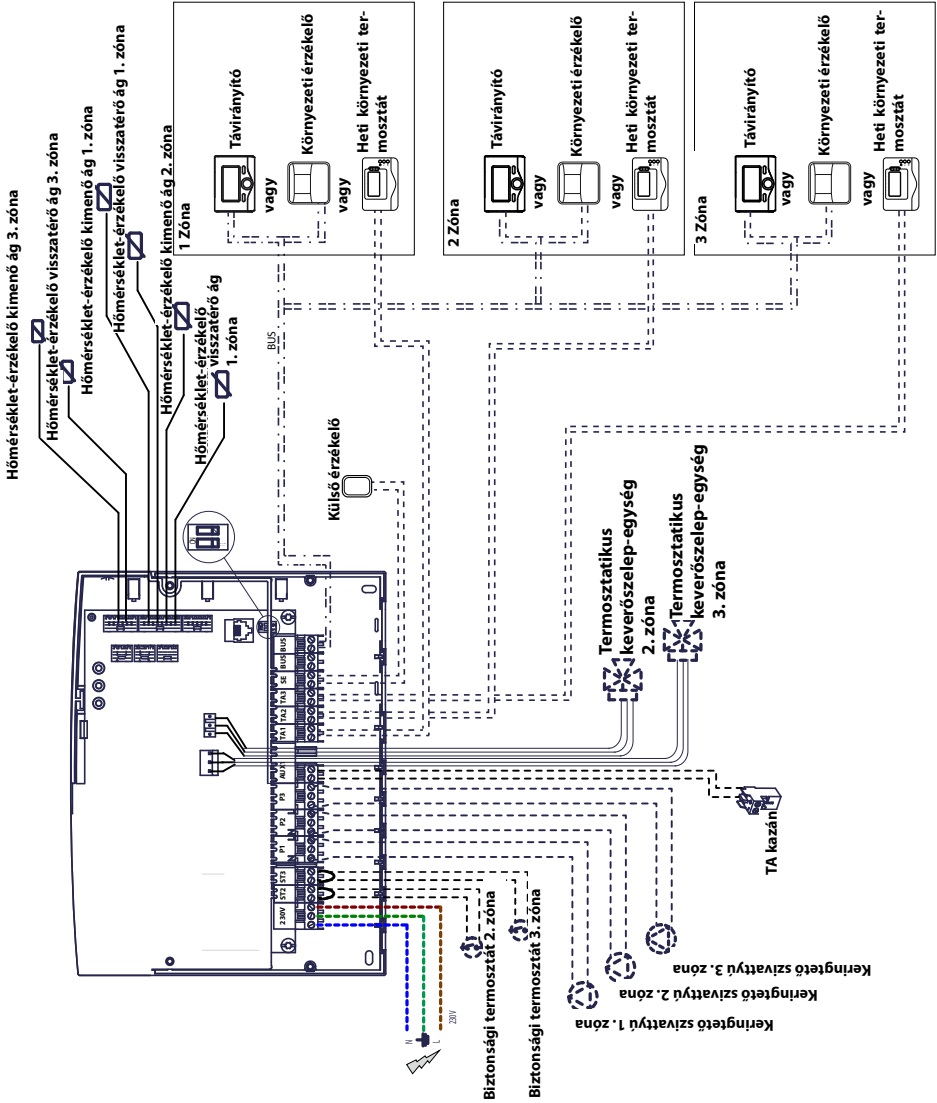 Hőmérséklet-érzékelő kimenő ág 3. zóna
Hőmérséklet-érzékelő visszatérő ág 3. zóna
Hőmérséklet-érzékelő kimenő ág 1. zóna
Hőmérséklet-érzékelő visszatérő ág 1. zóna
Hőmérséklet-érzékelő kimenő ág 2. zóna
Hőmérséklet-érzékelő
visszatérő ág
1. zóna
1 Zóna
Távirányító
vagy
Környezeti érzékelő
vagy
Heti környezeti ter-
mosztát
2 Zóna
Távirányító
vagy
Környezeti érzékelő
vagy
Heti környezeti ter-
mosztát
3 Zóna
Távirányító
vagy
Környezeti érzékelő
vagy
Heti környezeti ter-
mosztát
BUS
Külső érzékelő
ON
230V
ST2
ST3
P1
P2
P3
AUX1
TA1
TA2
TA3
SE
BUS
BUS
Termosztatikus
keverőszelep-egység
2. zóna
Termosztatikus
keverőszelep-egység
3. zóna
TA kazán
N
L
230V
Biztonsági termosztát 2. zóna
Biztonsági termosztát 3. zóna
Keringtető szivattyú 1. zóna
Keringtető szivattyú 2. zóna
Keringtető szivattyú 3. zóna